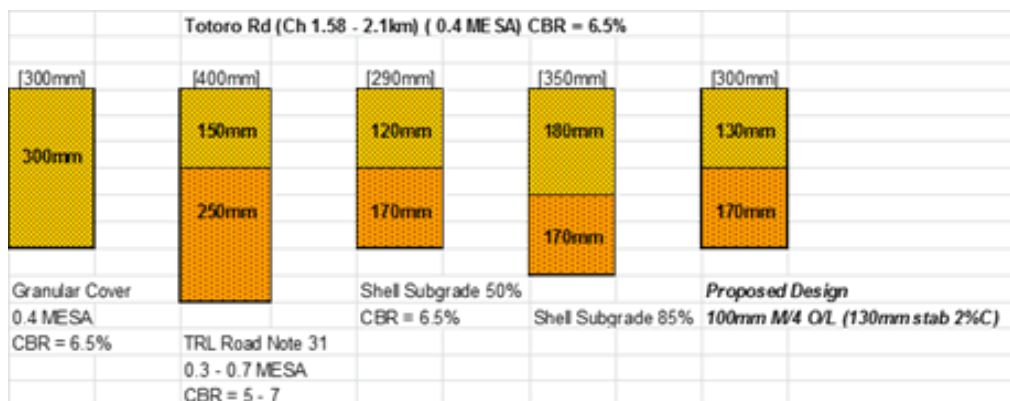 Totoro Rd (Ch 1.58 - 2.1km) ( 0.4 MESA) CBR = 6.5%
[300mm] [400mm] [290mm] [350mm] [300mm]
150mm 120mm 180mm 130mm
300mm
250mm 170mm 170mm
170mm
Granular Cover Shell Subgrade 50% Proposed Design
0.4 MESA CBR = 6.5% Shell Subgrade 85% 100mm M/4 O/L (130mm stab 2%C)
CBR = 6.5% TRL Road Note 31
0.3 - 0.7 MESA
CBR = 5 - 7